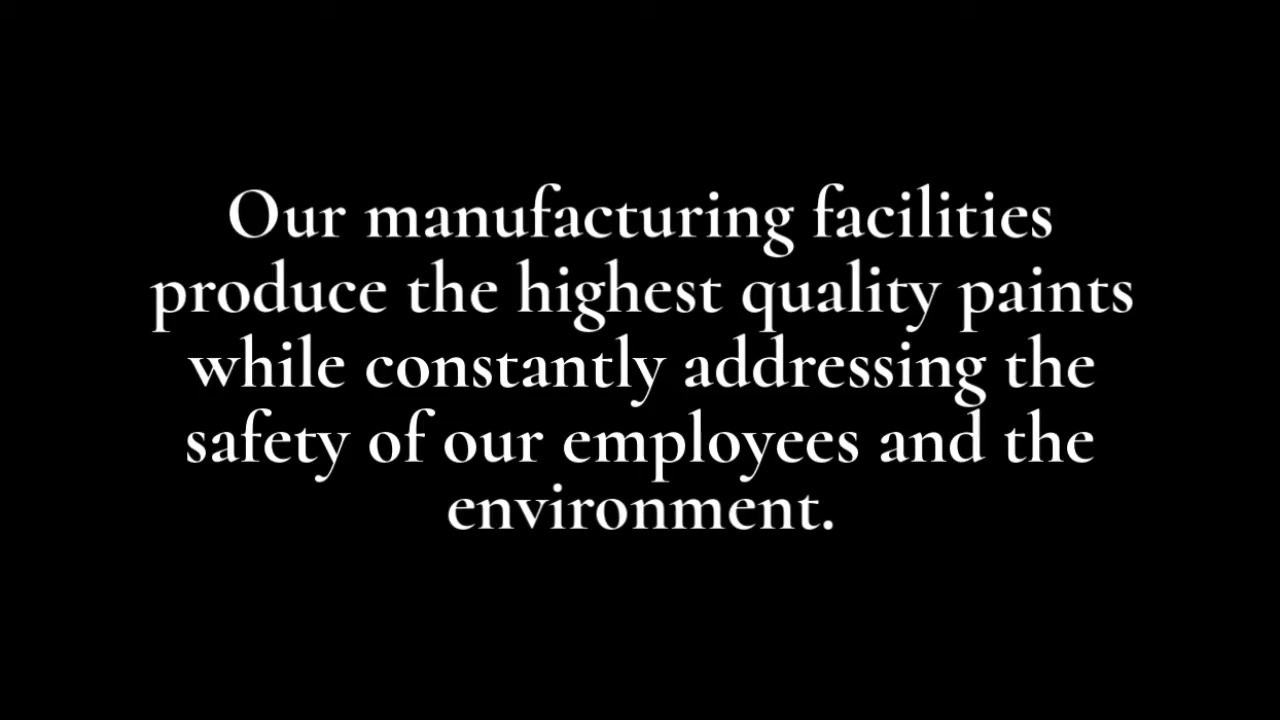 Our manufacturing facilities
produce the highest quality paints
while constantly addressing the
safety of our employees and the
environment.